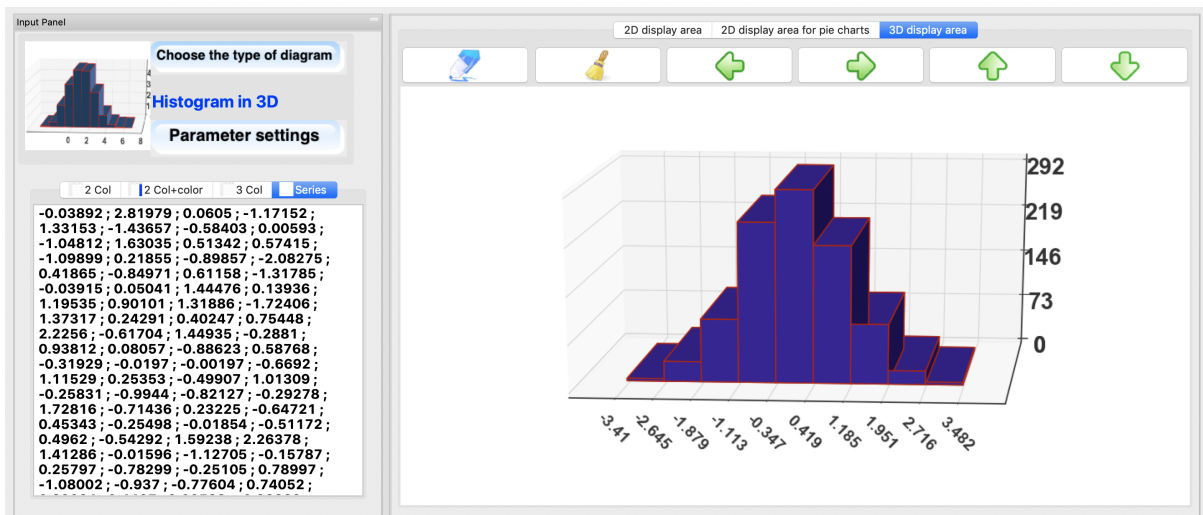 Input Panel
Choose the type of diagram
Histogram in 3D
Parameter settings
4
3
2
1
0 2 4 6 8
2 Col 2 Col+color 3 Col Series
-0.03892 ; 2.81979 ; 0.0605 ; -1.17152 ;
1.33153 ; -1.43657 ; -0.58403 ; 0.00593 ;
-1.04812 ; 1.63035 ; 0.51342 ; 0.57415 ;
-1.09899 ; 0.21855 ; -0.89857 ; -2.08275 ;
0.41865 ; -0.84971 ; 0.61158 ; -1.31785 ;
-0.03915 ; 0.05041 ; 1.44476 ; 0.13936 ;
1.19535 ; 0.90101 ; 1.31886 ; -1.72406 ;
1.37317 ; 0.24291 ; 0.40247 ; 0.75448 ;
2.2256 ; -0.61704 ; 1.44935 ; -0.2881 ;
0.93812 ; 0.08057 ; -0.88623 ; 0.58768 ;
-0.31929 ; -0.0197 ; -0.00197 ; -0.6692 ;
1.11529 ; 0.25353 ; -0.49907 ; 1.01309 ;
-0.25831 ; -0.9944 ; -0.82127 ; -0.29278 ;
1.72816 ; -0.71436 ; 0.23225 ; -0.64721 ;
0.45343 ; -0.25498 ; -0.01854 ; -0.51172 ;
0.4962 ; -0.54292 ; 1.59238 ; 2.26378 ;
1.41286 ; -0.01596 ; -1.12705 ; -0.15787 ;
0.25797 ; -0.78299 ; -0.25105 ; 0.78997 ;
-1.08002 ; -0.937 ; -0.77604 ; 0.74052 ;
2D display area 2D display area for pie charts 3D display area
292
219
146
73
0
-3.41 -2.645 -1.879 -1.113 -0.347 0.419 1.185 1.951 2.716 3.482